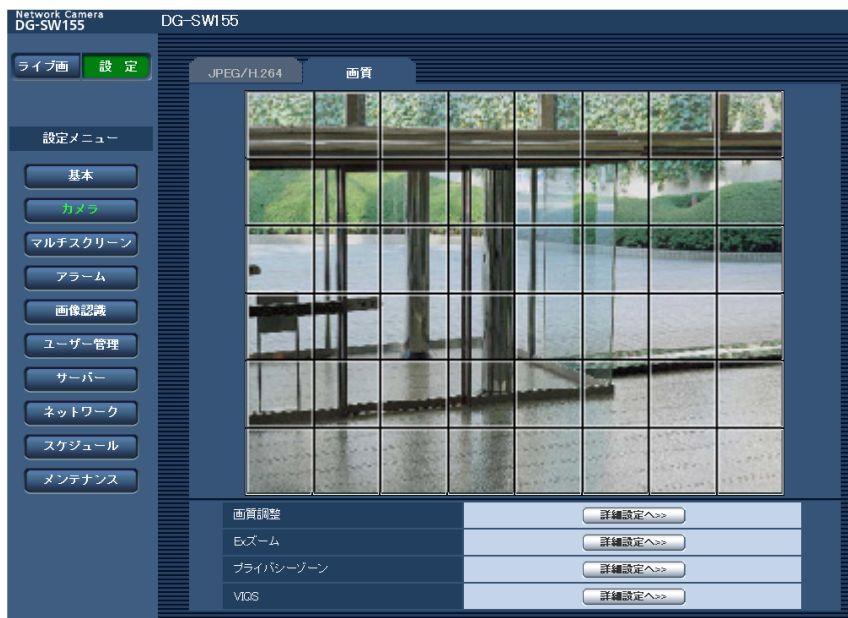 Network Camera
DG-SW155
DG-SW155
ライブ画
設 定
JPEG/H.264
画質
設定メニュー
基本
カメラ
マルチスクリーン
アラーム
画像認識
ユーザー管理
サーバー
ネットワーク
スケジュール
メンテナンス
画質調整
詳細設定へ>>
Exズーム
詳細設定へ>>
プライバシーゾーン
詳細設定へ>>
VIQS
詳細設定へ>>